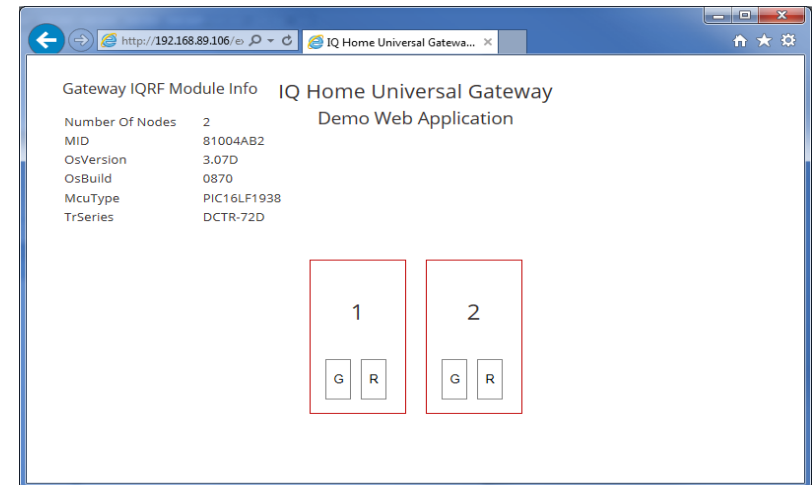 http://192.168.89.106/e
IQ Home Universal Gatewa...
Gateway IQRF Module Info
IQ Home Universal Gateway
Demo Web Application
Number Of Nodes 2
MID 81004AB2
OsVersion 3.07D
OsBuild 0870
McuType PIC16LF1938
TrSeries DCTR-72D
1 2
G R G R